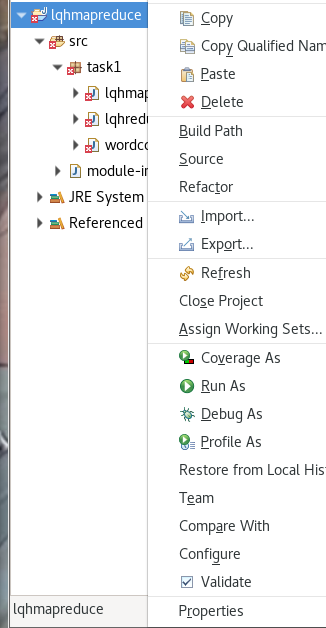 lqhmapreduce
src
task1
lqhmap
lqhredu
wordco
module-in
JRE System
Referenced
lqhmapreduce
Copy
Copy Qualified Nam
Paste
Delete
Build Path
Source
Refactor
Import...
Export...
Refresh
Close Project
Assign Working Sets...
Coverage As
Run As
Debug As
Profile As
Restore from Local Hist
Team
Compare With
Configure
Validate
Properties